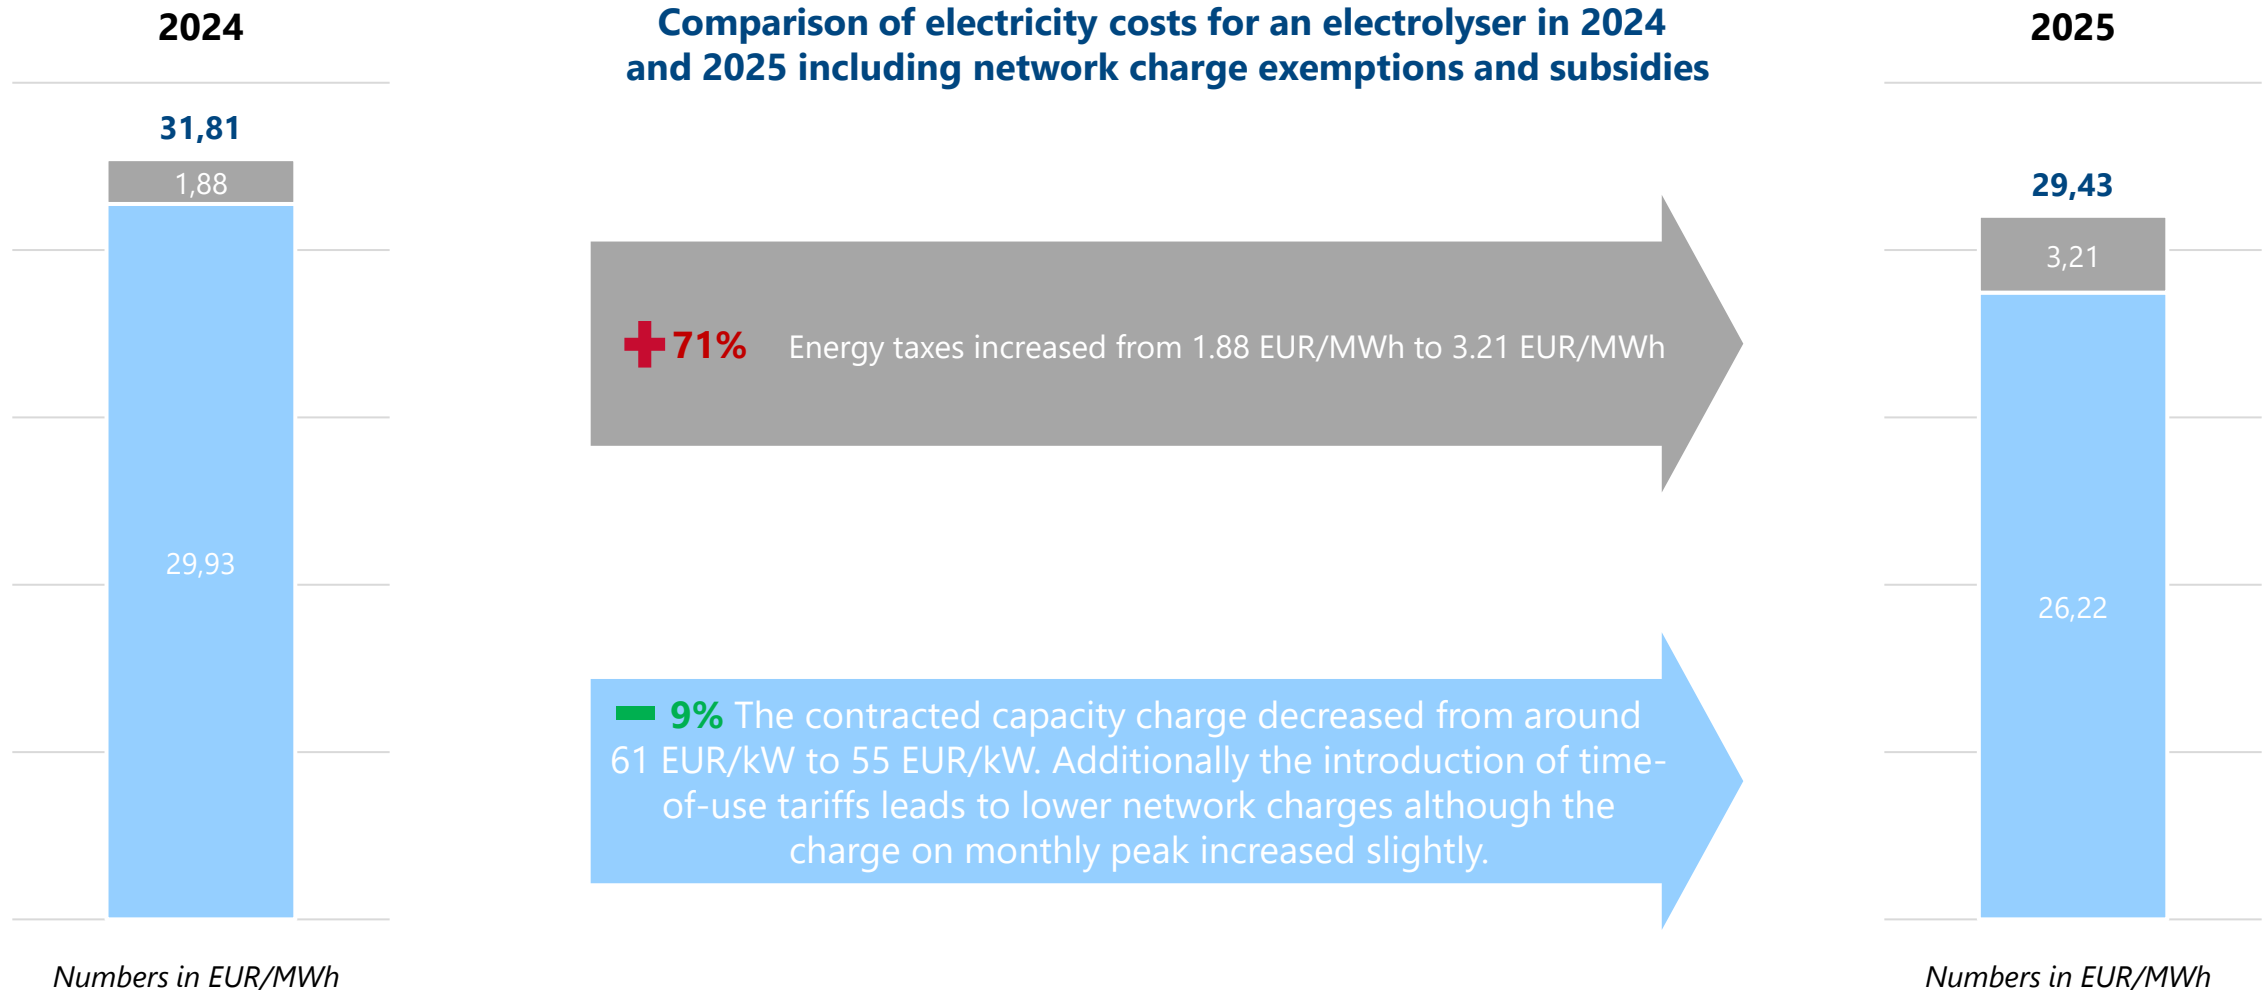 2024
Comparison of electricity costs for an electrolyser in 2024
and 2025 including network charge exemptions and subsidies
2025
31,81
1,88
29,93
71% Energy taxes increased from 1.88 EUR/MWh to 3.21 EUR/MWh
9% The contracted capacity charge decreased from around
61 EUR/kW to 55 EUR/kW. Additionally the introduction of time-
of-use tariffs leads to lower network charges although the
charge on monthly peak increased slightly.
29,43
3,21
26,22
Numbers in EUR/MWh
Numbers in EUR/MWh